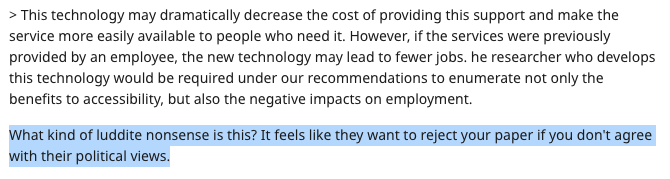 > This technology may dramatically decrease the cost of providing this support and make the
service more easily available to people who need it. However, if the services were previously
provided by an employee, the new technology may lead to fewer jobs. he researcher who develops
this technology would be required under our recommendations to enumerate not only the
benefits to accessibility, but also the negative impacts on employment.
What kind of luddite nonsense is this? It feels like they want to reject your paper if you don't agree
with their political views.